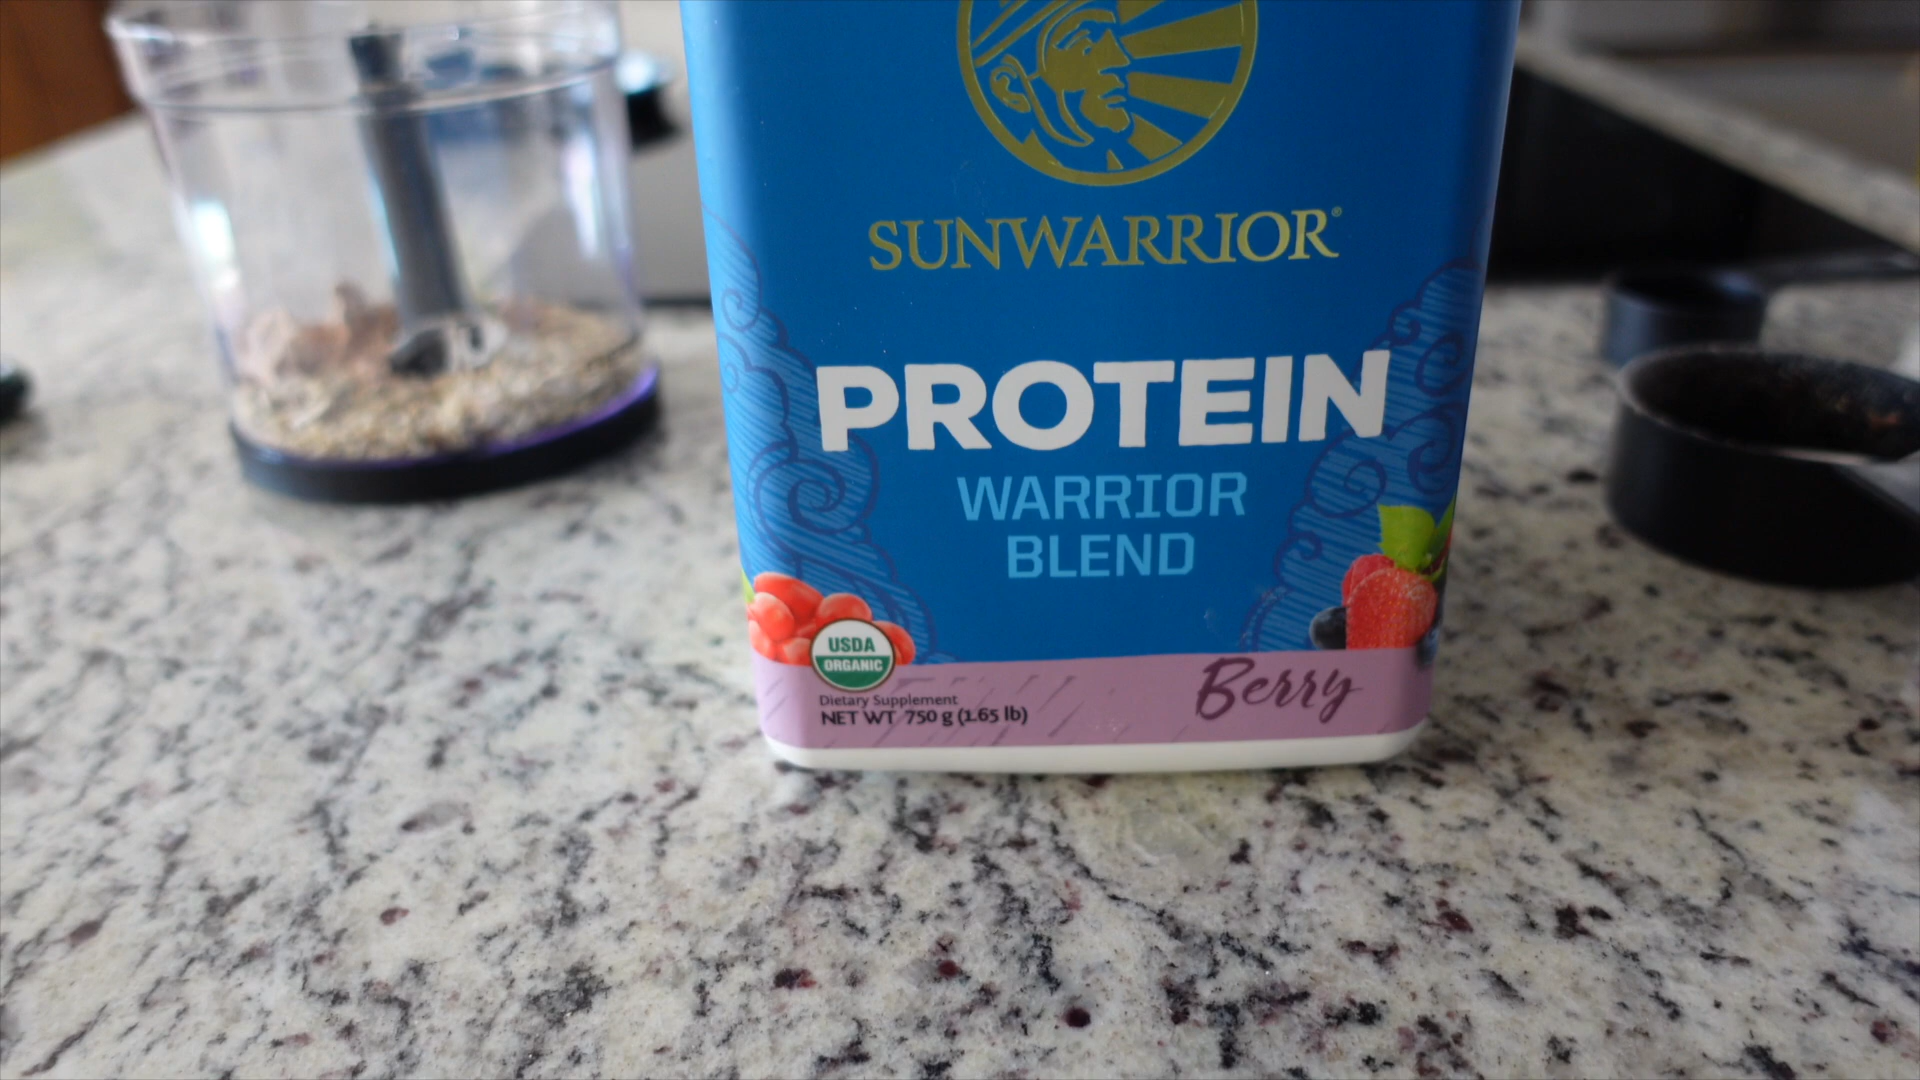 SUNWARRIOR®
PROTEIN
WARRIOR
BLEND
USDA
ORGANIC
Dietary Supplement
NET WT 750 g (1.65 lb)
Berry